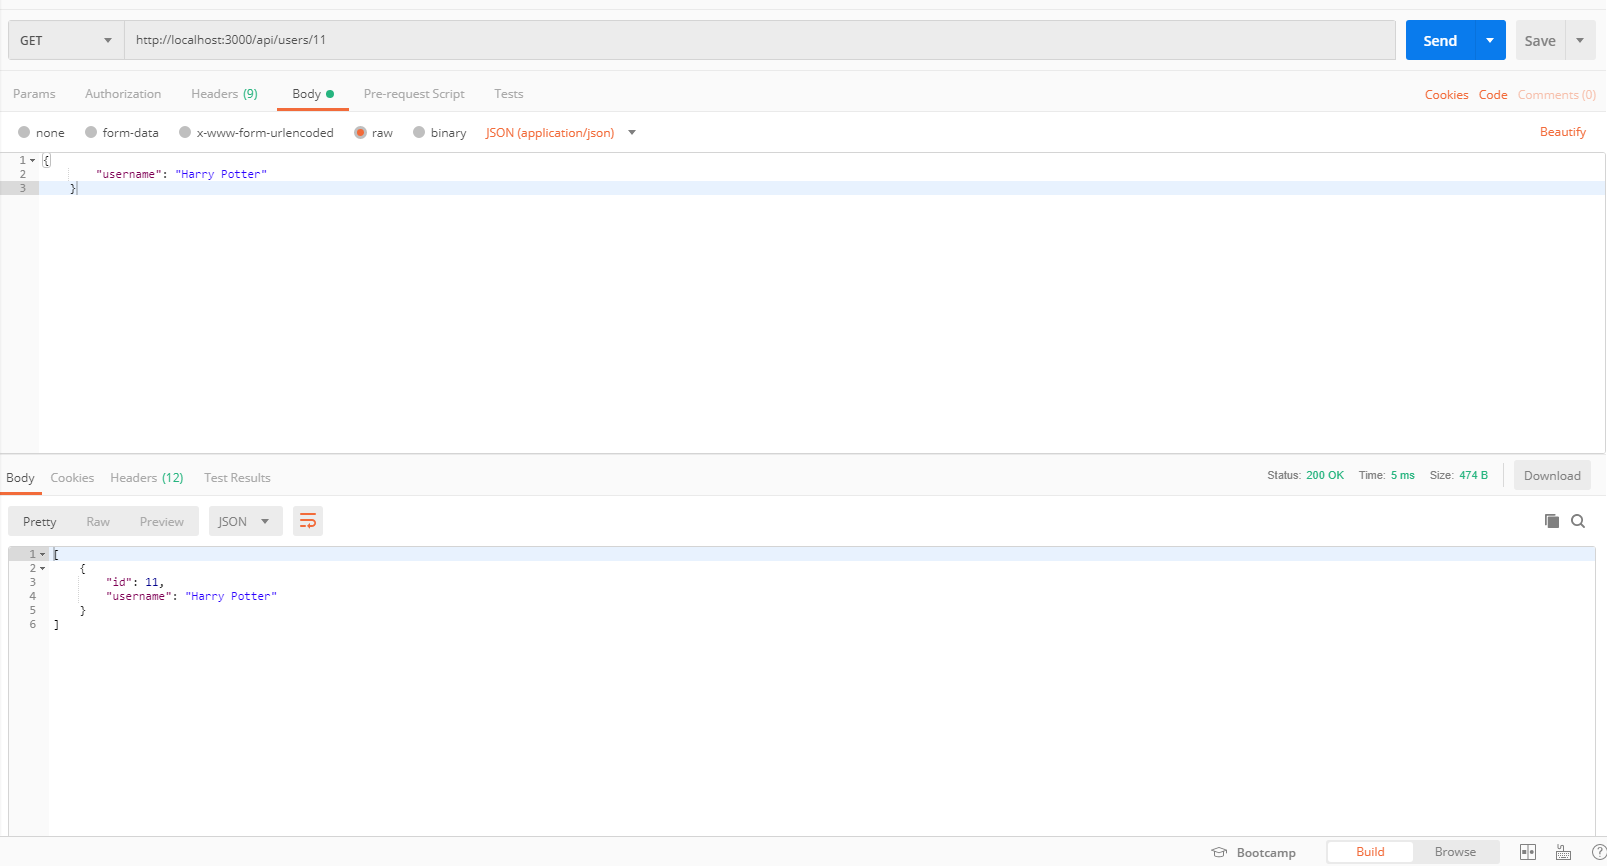 GET http://localhost:3000/api/users/11 Send Save
Params Authorization Headers (9) Body Pre-request Script Tests Cookies Code Comments (0)
none form-data x-www-form-urlencoded raw binary JSON (application/json) Beautify
1 {
2 "username": "Harry Potter"
3 }
Body Cookies Headers (12) Test Results Status: 200 OK Time: 5 ms Size: 474 B Download
Pretty Raw Preview JSON
1 [
2 {
3 "id": 11,
4 "username": "Harry Potter"
5 }
6 ]
Bootcamp Build Browse ?